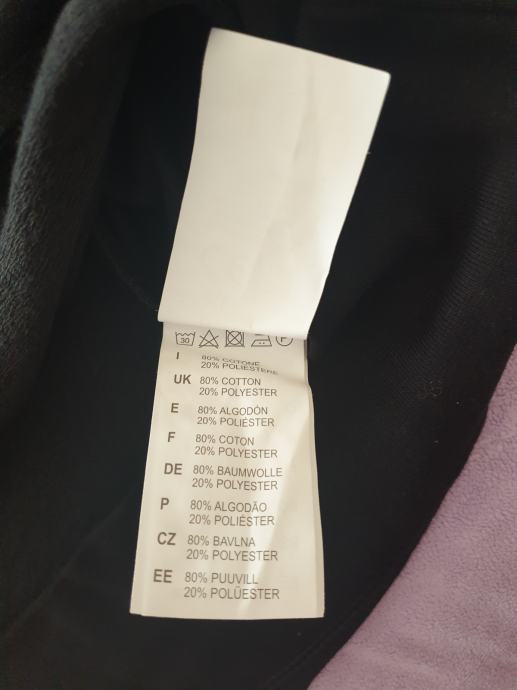 30 P
I 80% COTONE
20% POLIESTERE
UK 80% COTTON
20% POLYESTER
E 80% ALGODÓN
20% POLIÉSTER
F 80% COTON
20% POLYESTER
DE 80% BAUMWOLLE
20% POLYESTER
P 80% ALGODÃO
20% POLIÉSTER
CZ 80% BAVLNA
20% POLYESTER
EE 80% PUUVILL
20% POLÜESTER